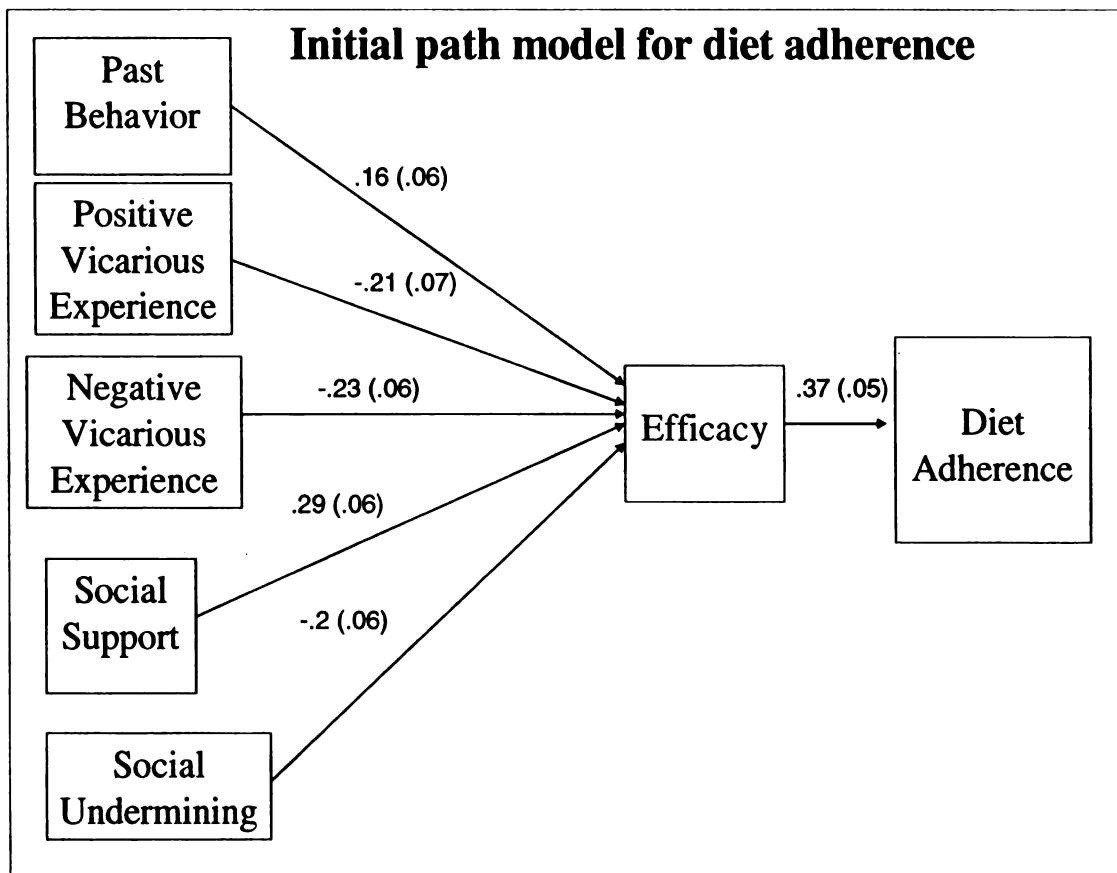 Initial path model for diet adherence
Past
Behavior
.16 (.06)
Positive
Vicarious
Experience
-.21 (.07)
Negative
Vicarious
Experience
-.23 (.06)
Efficacy
.37 (.05)
Diet
Adherence
.29 (.06)
Social
Support
-.2 (.06)
Social
Undermining